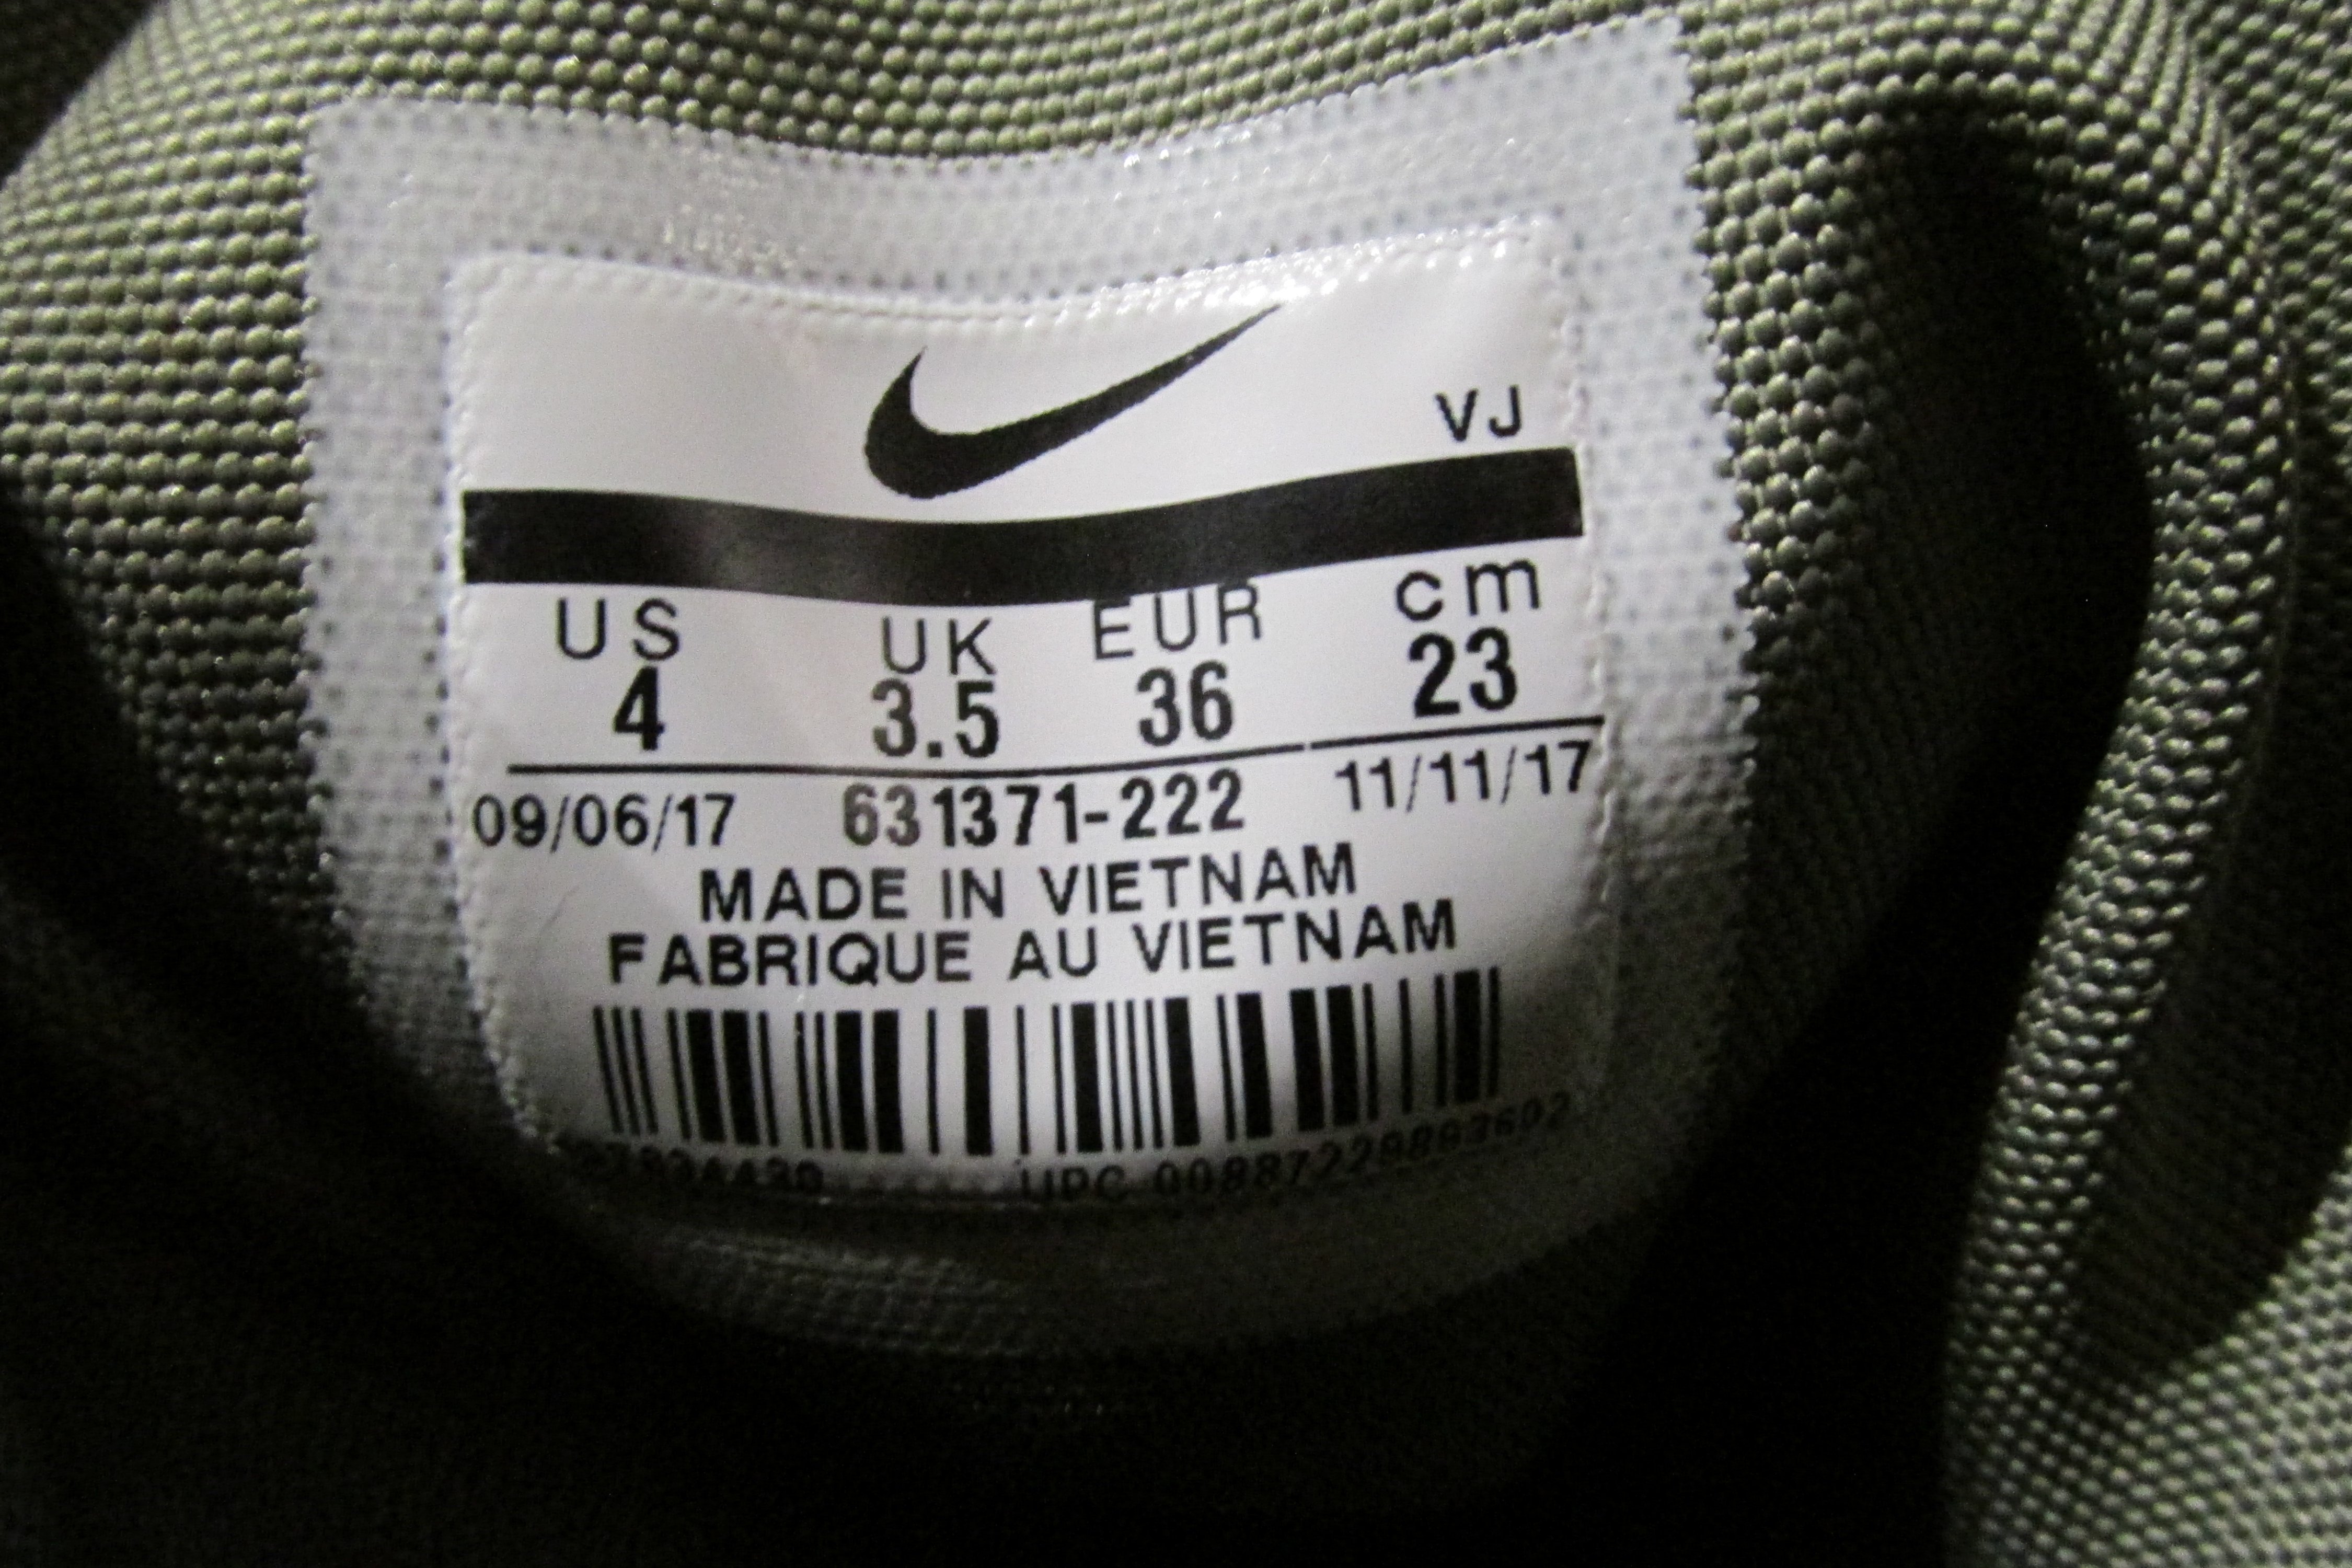 VJ
US UK EUR cm
4 3.5 36 23
09/06/17 631371-222 11/11/17
MADE IN VIETNAM
FABRIQUE AU VIETNAM
UPC